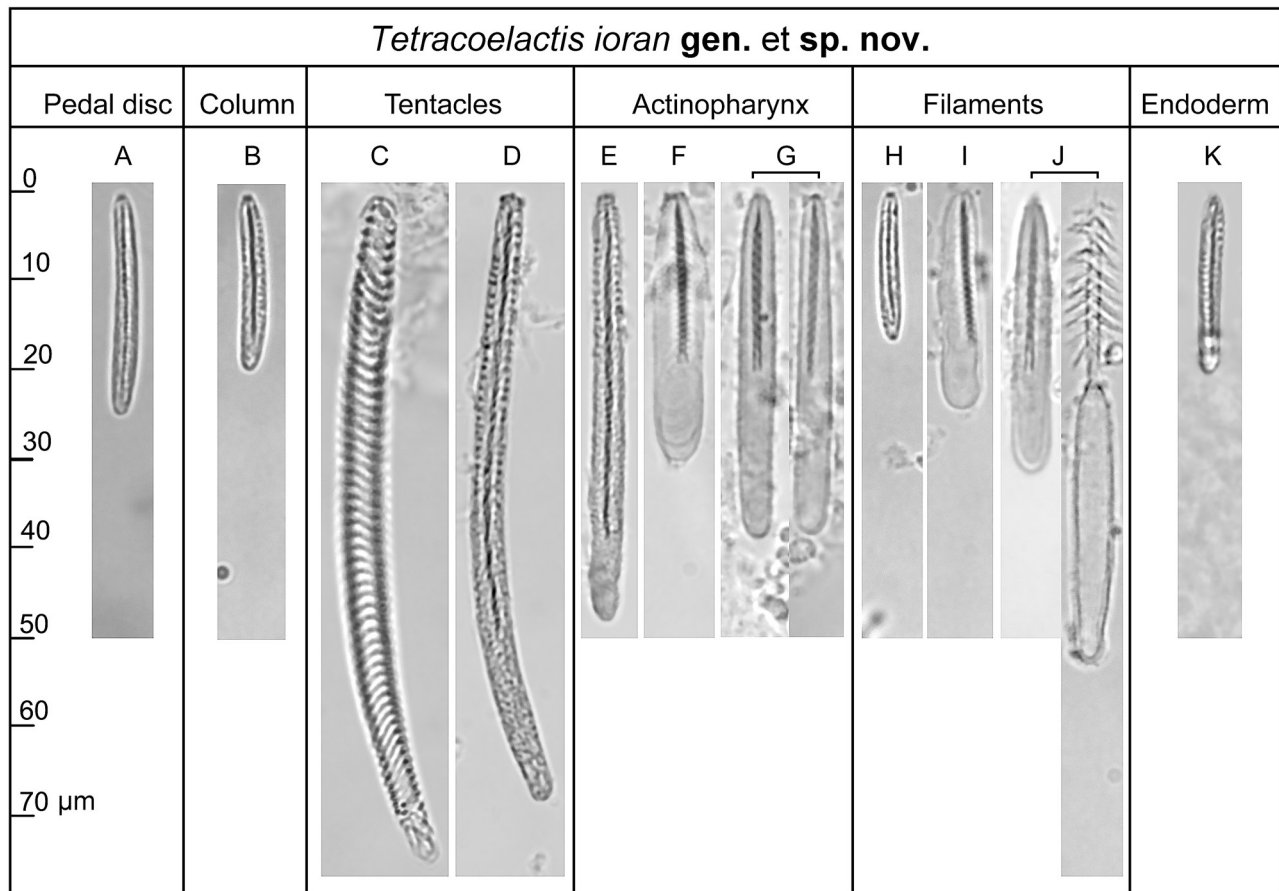 Tetracoelactis ioran gen. et sp. nov.
Pedal disc Column Tentacles Actinopharynx Filaments Endoderm
A B C D E F G H I J K
0
10
20
30
40
50
60
70 µm